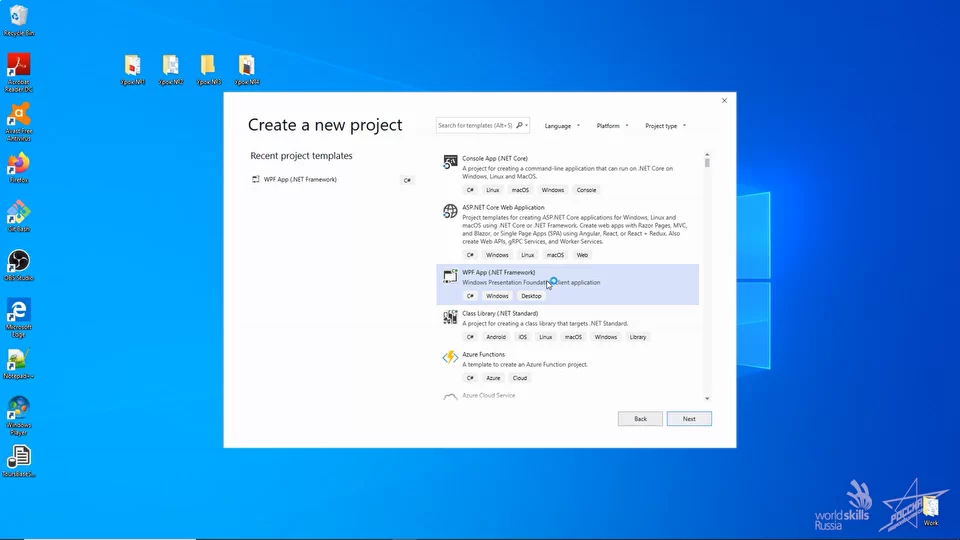 Recycle Bin
Acrobat
Reader DC
Avast Free
Antivirus
Firefox
Git Bash
OBS Studio
Microsoft
Edge
Notepad++
Windows
Player
Урок №1
Урок №2
Урок №3
Урок №4
Create a new project
Search for templates (Alt+S)
Language
Platform
Project type
Recent project templates
WPF App (.NET Framework)
C#
Console App (.NET Core)
A project for creating a command-line application that can run on .NET Core on
Windows, Linux and MacOS.
C# Linux macOS Windows Console
ASP.NET Core Web Application
Project templates for creating ASP.NET Core applications for Windows, Linux and
macOS using .NET Core or .NET Framework. Create web apps with Razor Pages, MVC,
and Blazor, or Single Page Apps (SPA) using Angular, React, or React + Redux. Also
create Web APIs, gRPC Services, and Worker Services.
C# Windows Linux macOS Web
WPF App (.NET Framework)
Windows Presentation Foundation client application
C# Windows Desktop
Class Library (.NET Standard)
A project for creating a class library that targets .NET Standard.
C# Android iOS Linux macOS Windows Library
Azure Functions
A template to create an Azure Function project.
C# Azure Cloud
Azure Cloud Service
Back
Next
worldskills
Russia
РОССИЯ
Work